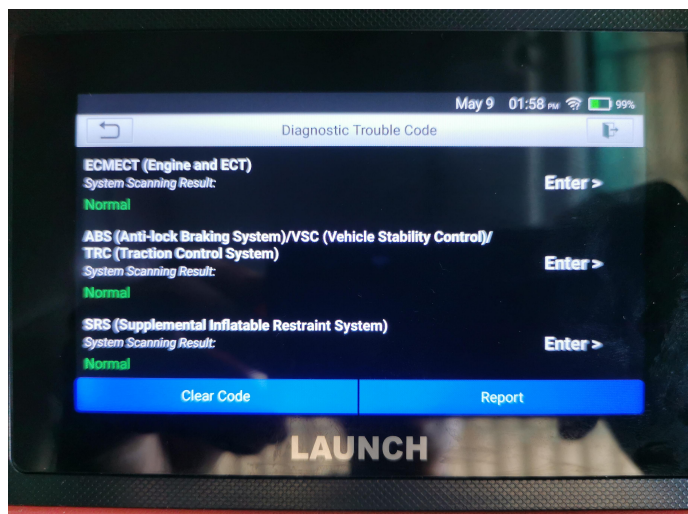 May 9 01:58 PM 99%
Diagnostic Trouble Code
ECMECT (Engine and ECT)
System Scanning Result:
Enter >
Normal
ABS (Anti-lock Braking System)/VSC (Vehicle Stability Control)/
TRC (Traction Control System)
System Scanning Result:
Enter >
Normal
SRS (Supplemental Inflatable Restraint System)
System Scanning Result:
Enter >
Normal
Clear Code
Report
LAUNCH